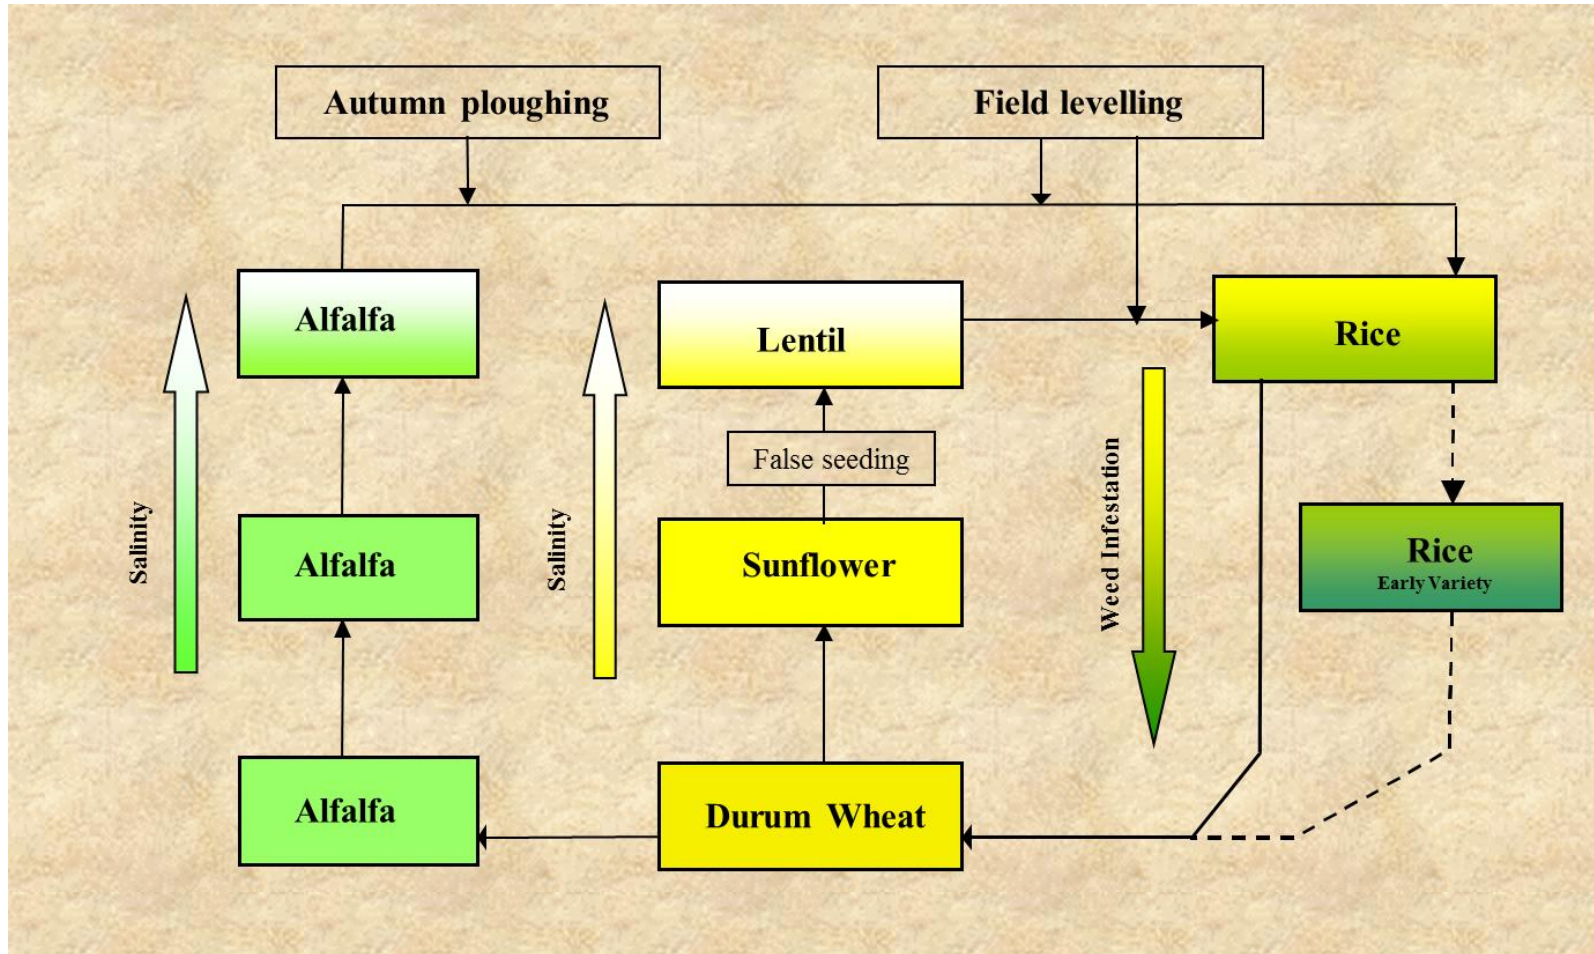 Autumn ploughing
Field levelling
Alfalfa
Lentil
Rice
False seeding
Salinity
Salinity
Weed Infestation
Alfalfa
Sunflower
Rice
Early Variety
Alfalfa
Durum Wheat